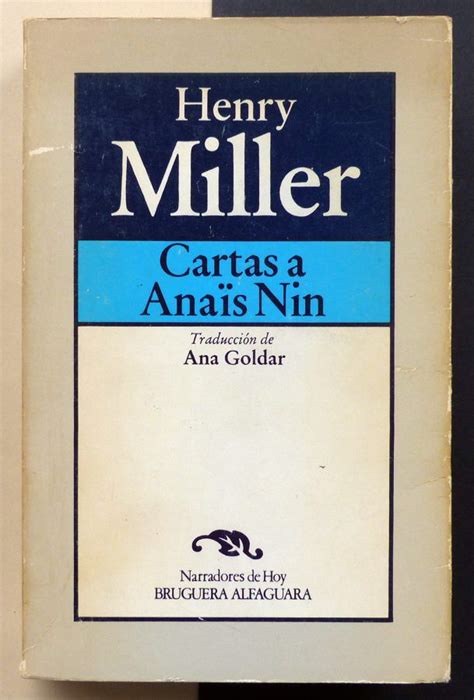 Henry
Miller
Cartas a
Anaïs Nin
Traducción de
Ana Goldar
Narradores de Hoy
BRUGUERA ALFAGUARA